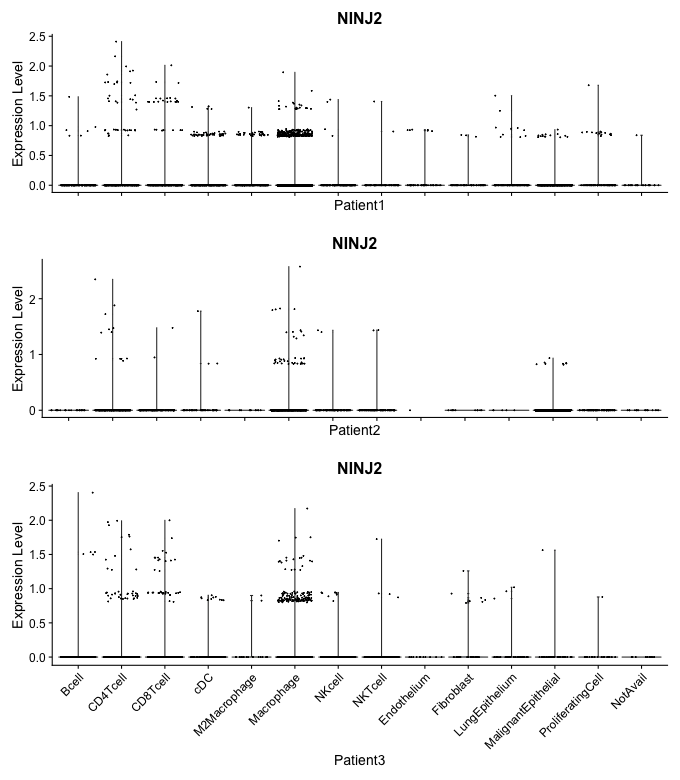 NINJ2
Expression Level
2.5
2.0
1.5
1.0
0.5
0.0
Patient1
NINJ2
Expression Level
2
1
0
Patient2
NINJ2
Expression Level
2.5
2.0
1.5
1.0
0.5
0.0
Bcell
CD4Tcell
CD8Tcell
cDC
M2Macrophage
Macrophage
NKcell
NKTcell
Endothelium
Fibroblast
LungEpithelium
MalignantEpithelial
ProliferatingCell
NotAvail
Patient3